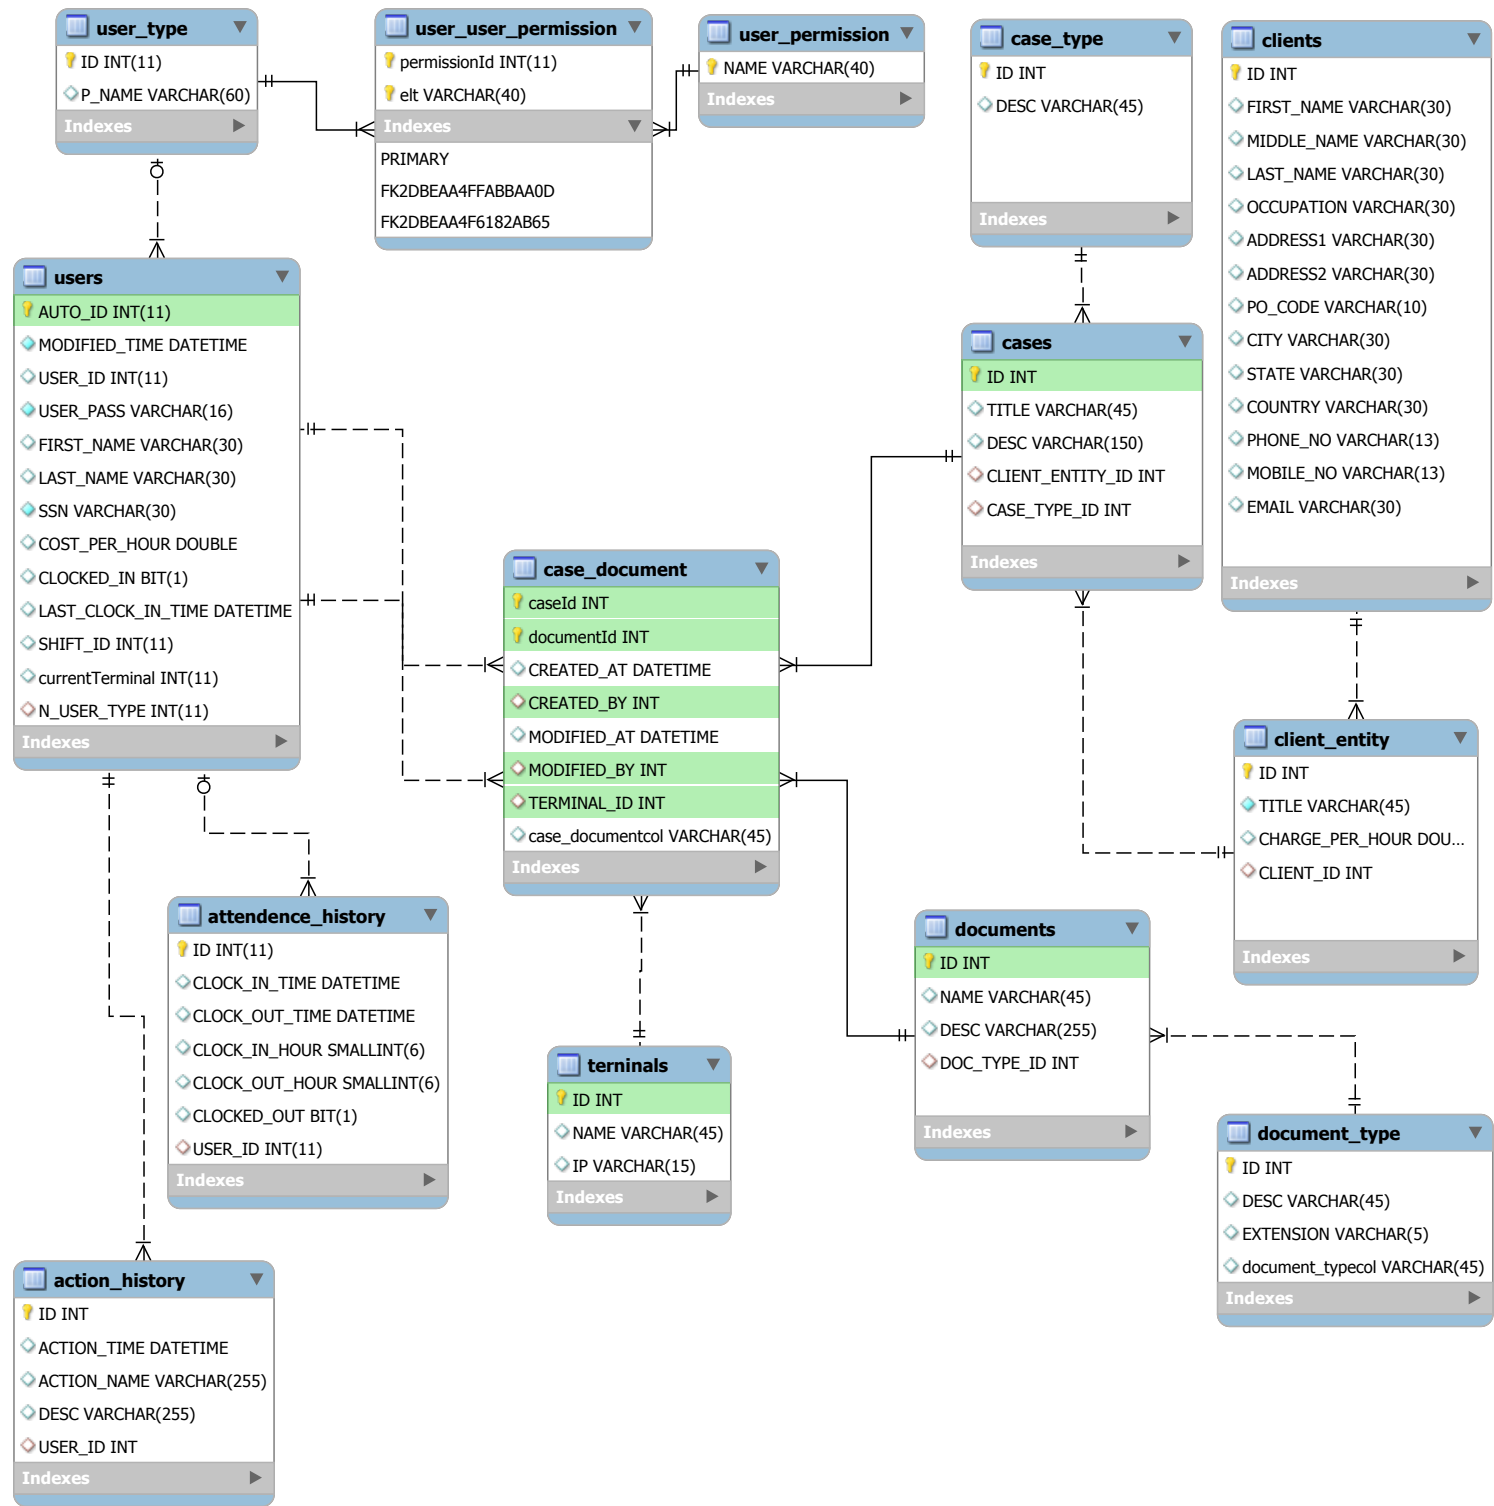 user_type
ID INT(11)
P_NAME VARCHAR(60)
Indexes
user_user_permission
permissionId INT(11)
elt VARCHAR(40)
Indexes
PRIMARY
FK2DBEAA4FFABBAA0D
FK2DBEAA4F6182AB65
user_permission
NAME VARCHAR(40)
Indexes
case_type
ID INT
DESC VARCHAR(45)
Indexes
clients
ID INT
FIRST_NAME VARCHAR(30)
MIDDLE_NAME VARCHAR(30)
LAST_NAME VARCHAR(30)
OCCUPATION VARCHAR(30)
ADDRESS1 VARCHAR(30)
ADDRESS2 VARCHAR(30)
PO_CODE VARCHAR(10)
CITY VARCHAR(30)
STATE VARCHAR(30)
COUNTRY VARCHAR(30)
PHONE_NO VARCHAR(13)
MOBILE_NO VARCHAR(13)
EMAIL VARCHAR(30)
Indexes
users
AUTO_ID INT(11)
MODIFIED_TIME DATETIME
USER_ID INT(11)
USER_PASS VARCHAR(16)
FIRST_NAME VARCHAR(30)
LAST_NAME VARCHAR(30)
SSN VARCHAR(30)
COST_PER_HOUR DOUBLE
CLOCKED_IN BIT(1)
LAST_CLOCK_IN_TIME DATETIME
SHIFT_ID INT(11)
currentTerminal INT(11)
N_USER_TYPE INT(11)
Indexes
cases
ID INT
TITLE VARCHAR(45)
DESC VARCHAR(150)
CLIENT_ENTITY_ID INT
CASE_TYPE_ID INT
Indexes
case_document
caseId INT
documentId INT
CREATED_AT DATETIME
CREATED_BY INT
MODIFIED_AT DATETIME
MODIFIED_BY INT
TERMINAL_ID INT
case_documentcol VARCHAR(45)
Indexes
client_entity
ID INT
TITLE VARCHAR(45)
CHARGE_PER_HOUR DOU...
CLIENT_ID INT
Indexes
attendence_history
ID INT(11)
CLOCK_IN_TIME DATETIME
CLOCK_OUT_TIME DATETIME
CLOCK_IN_HOUR SMALLINT(6)
CLOCK_OUT_HOUR SMALLINT(6)
CLOCKED_OUT BIT(1)
USER_ID INT(11)
Indexes
documents
ID INT
NAME VARCHAR(45)
DESC VARCHAR(255)
DOC_TYPE_ID INT
Indexes
terninals
ID INT
NAME VARCHAR(45)
IP VARCHAR(15)
Indexes
document_type
ID INT
DESC VARCHAR(45)
EXTENSION VARCHAR(5)
document_typecol VARCHAR(45)
Indexes
action_history
ID INT
ACTION_TIME DATETIME
ACTION_NAME VARCHAR(255)
DESC VARCHAR(255)
USER_ID INT
Indexes